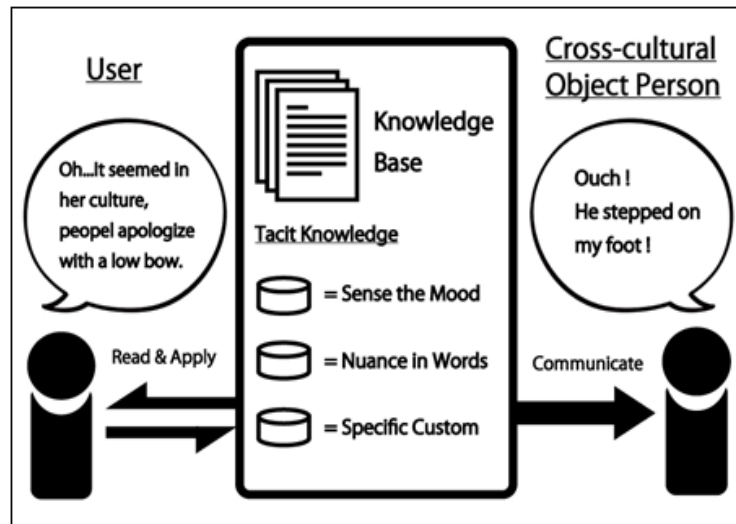 User
Oh...It seemed in
her culture,
peopel apologize
with a low bow.
Read & Apply
Knowledge
Base
Tacit Knowledge
= Sense the Mood
= Nuance in Words
= Specific Custom
Cross-cultural
Object Person
Ouch !
He stepped on
my foot !
Communicate